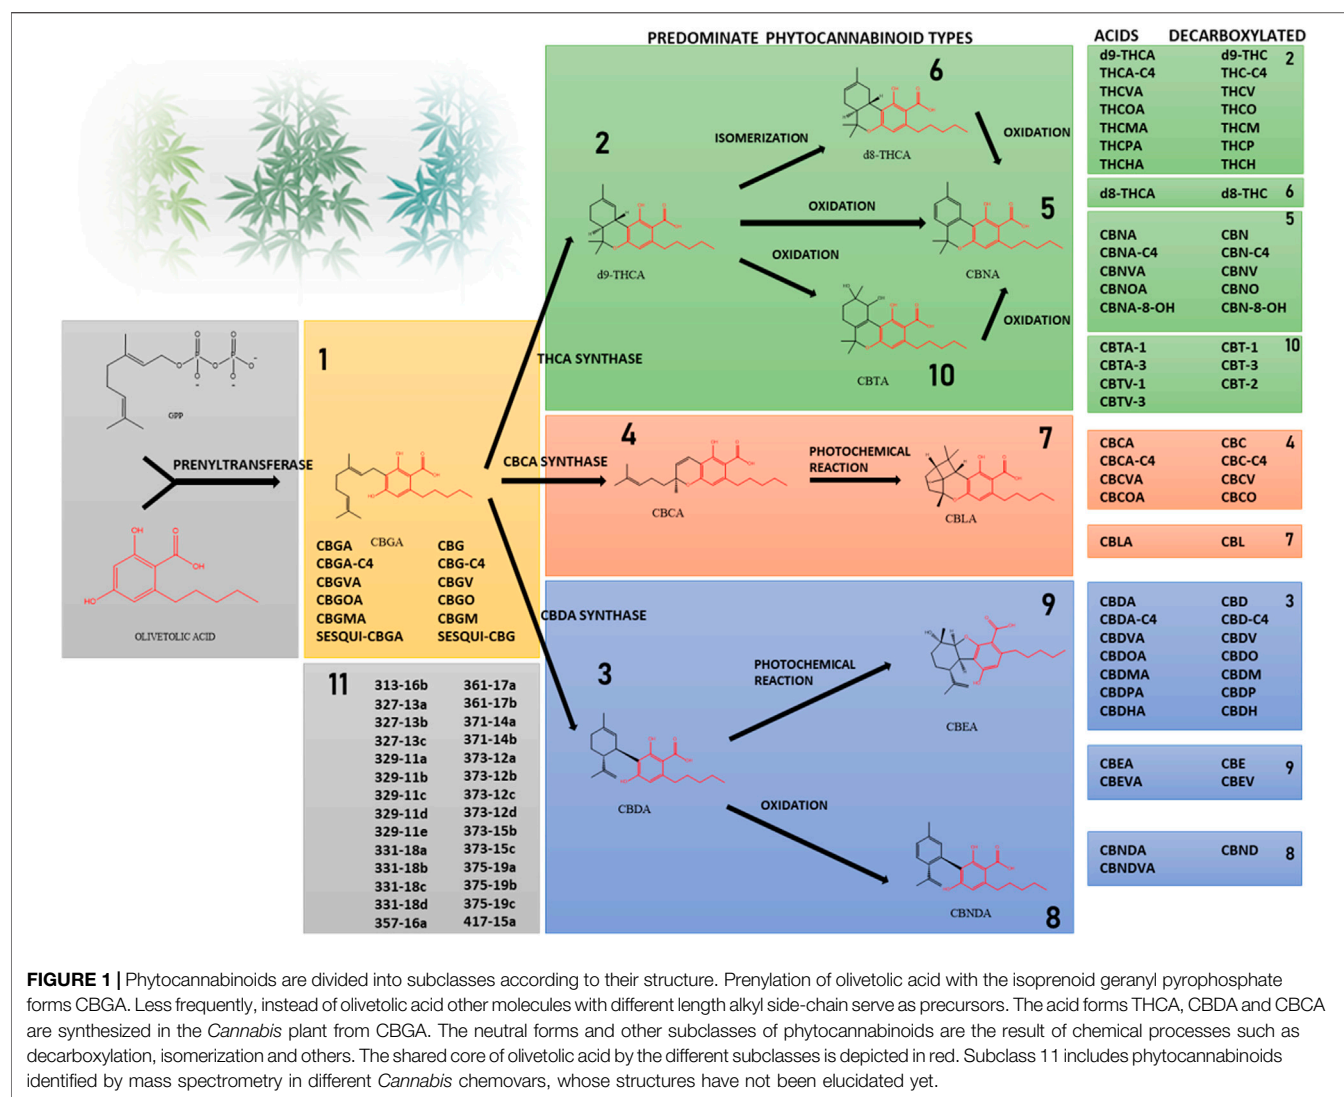 PREDOMINATE PHYTOCANNABINOID TYPES
GPP
PRENYLTRANSFERASE
OLIVETOLIC ACID
1
CBGA
CBGA CBG
CBGA-C4 CBG-C4
CBGVA CBGV
CBGOA CBGO
CBGMA CBGM
SESQUI-CBGA SESQUI-CBG
11
313-16b 361-17a
327-13a 361-17b
327-13b 371-14a
327-13c 371-14b
329-11a 373-12a
329-11b 373-12b
329-11c 373-12c
329-11d 373-12d
329-11e 373-15b
331-18a 373-15c
331-18b 375-19a
331-18c 375-19b
331-18d 375-19c
357-16a 417-15a
THCA SYNTHASE
CBCA SYNTHASE
CBDA SYNTHASE
2
d9-THCA
ISOMERIZATION
6
d8-THCA
OXIDATION
OXIDATION
5
CBNA
OXIDATION
CBTA
10
OXIDATION
4
CBCA
PHOTOCHEMICAL
REACTION
7
CBLA
3
CBDA
PHOTOCHEMICAL
REACTION
9
CBEA
OXIDATION
CBNDA
8
ACIDS DECARBOXYLATED
d9-THCA d9-THC 2
THCA-C4 THC-C4
THCVA THCV
THCOA THCO
THCMA THCM
THCPA THCP
THCHA THCH
d8-THCA d8-THC 6
5
CBNA CBN
CBNA-C4 CBN-C4
CBNVA CBNV
CBNOA CBNO
CBNA-8-OH CBN-8-OH
CBTA-1 CBT-1 10
CBTA-3 CBT-3
CBTV-1 CBT-2
CBTV-3
CBCA CBC 4
CBCA-C4 CBC-C4
CBCVA CBCV
CBCOA CBCO
CBLA CBL 7
CBDA CBD 3
CBDA-C4 CBD-C4
CBDVA CBDV
CBDOA CBDO
CBDMA CBDM
CBDPA CBDP
CBDHA CBDH
CBEA CBE 9
CBEVA CBEV
CBNDA CBND 8
CBNDVA
FIGURE 1 | Phytocannabinoids are divided into subclasses according to their structure. Prenylation of olivetolic acid with the isoprenoid geranyl pyrophosphate
forms CBGA. Less frequently, instead of olivetolic acid other molecules with different length alkyl side-chain serve as precursors. The acid forms THCA, CBDA and CBCA
are synthesized in the Cannabis plant from CBGA. The neutral forms and other subclasses of phytocannabinoids are the result of chemical processes such as
decarboxylation, isomerization and others. The shared core of olivetolic acid by the different subclasses is depicted in red. Subclass 11 includes phytocannabinoids
identified by mass spectrometry in different Cannabis chemovars, whose structures have not been elucidated yet.